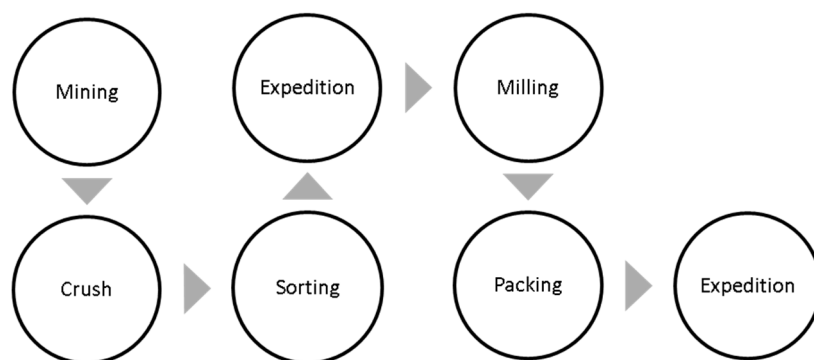 Mining
Crush
Sorting
Expedition
Milling
Packing
Expedition